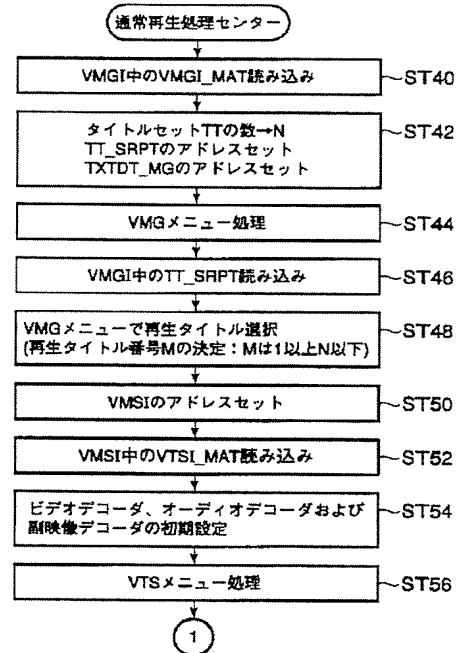 通常再生処理センター
VMGI中のVMGI_MAT読み込み
ST40
タイトルセットTTの数→N
TT_SRPTのアドレスセット
TXTDT_MGのアドレスセット
ST42
VMGメニュー処理
ST44
VMGI中のTT_SRPT読み込み
ST46
VMGメニューで再生タイトル選択
(再生タイトル番号Mの決定：Mは1以上N以下)
ST48
VMSIのアドレスセット
ST50
VMSI中のVTSI_MAT読み込み
ST52
ビデオデコーダ、オーディオデコーダおよび
副映像デコーダの初期設定
ST54
VTSメニュー処理
ST56
1